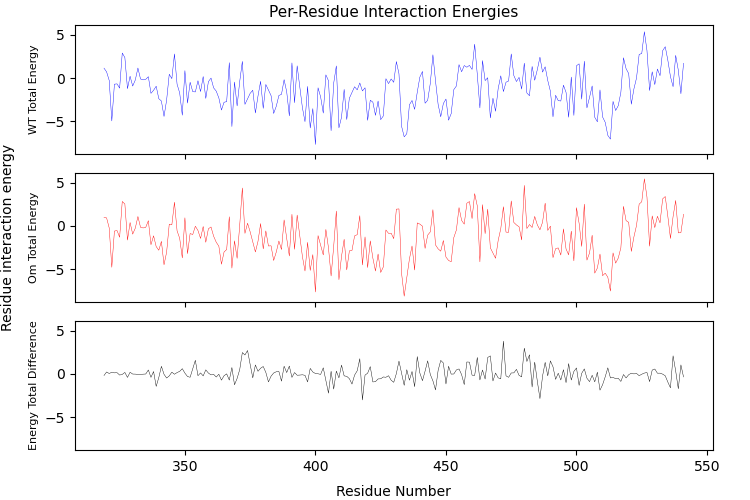 Per-Residue Interaction Energies
Residue interaction energy
WT Total Energy
5
0
−5
Om Total Energy
5
0
−5
Energy Total Difference
5
0
−5
350 400 450 500 550
Residue Number